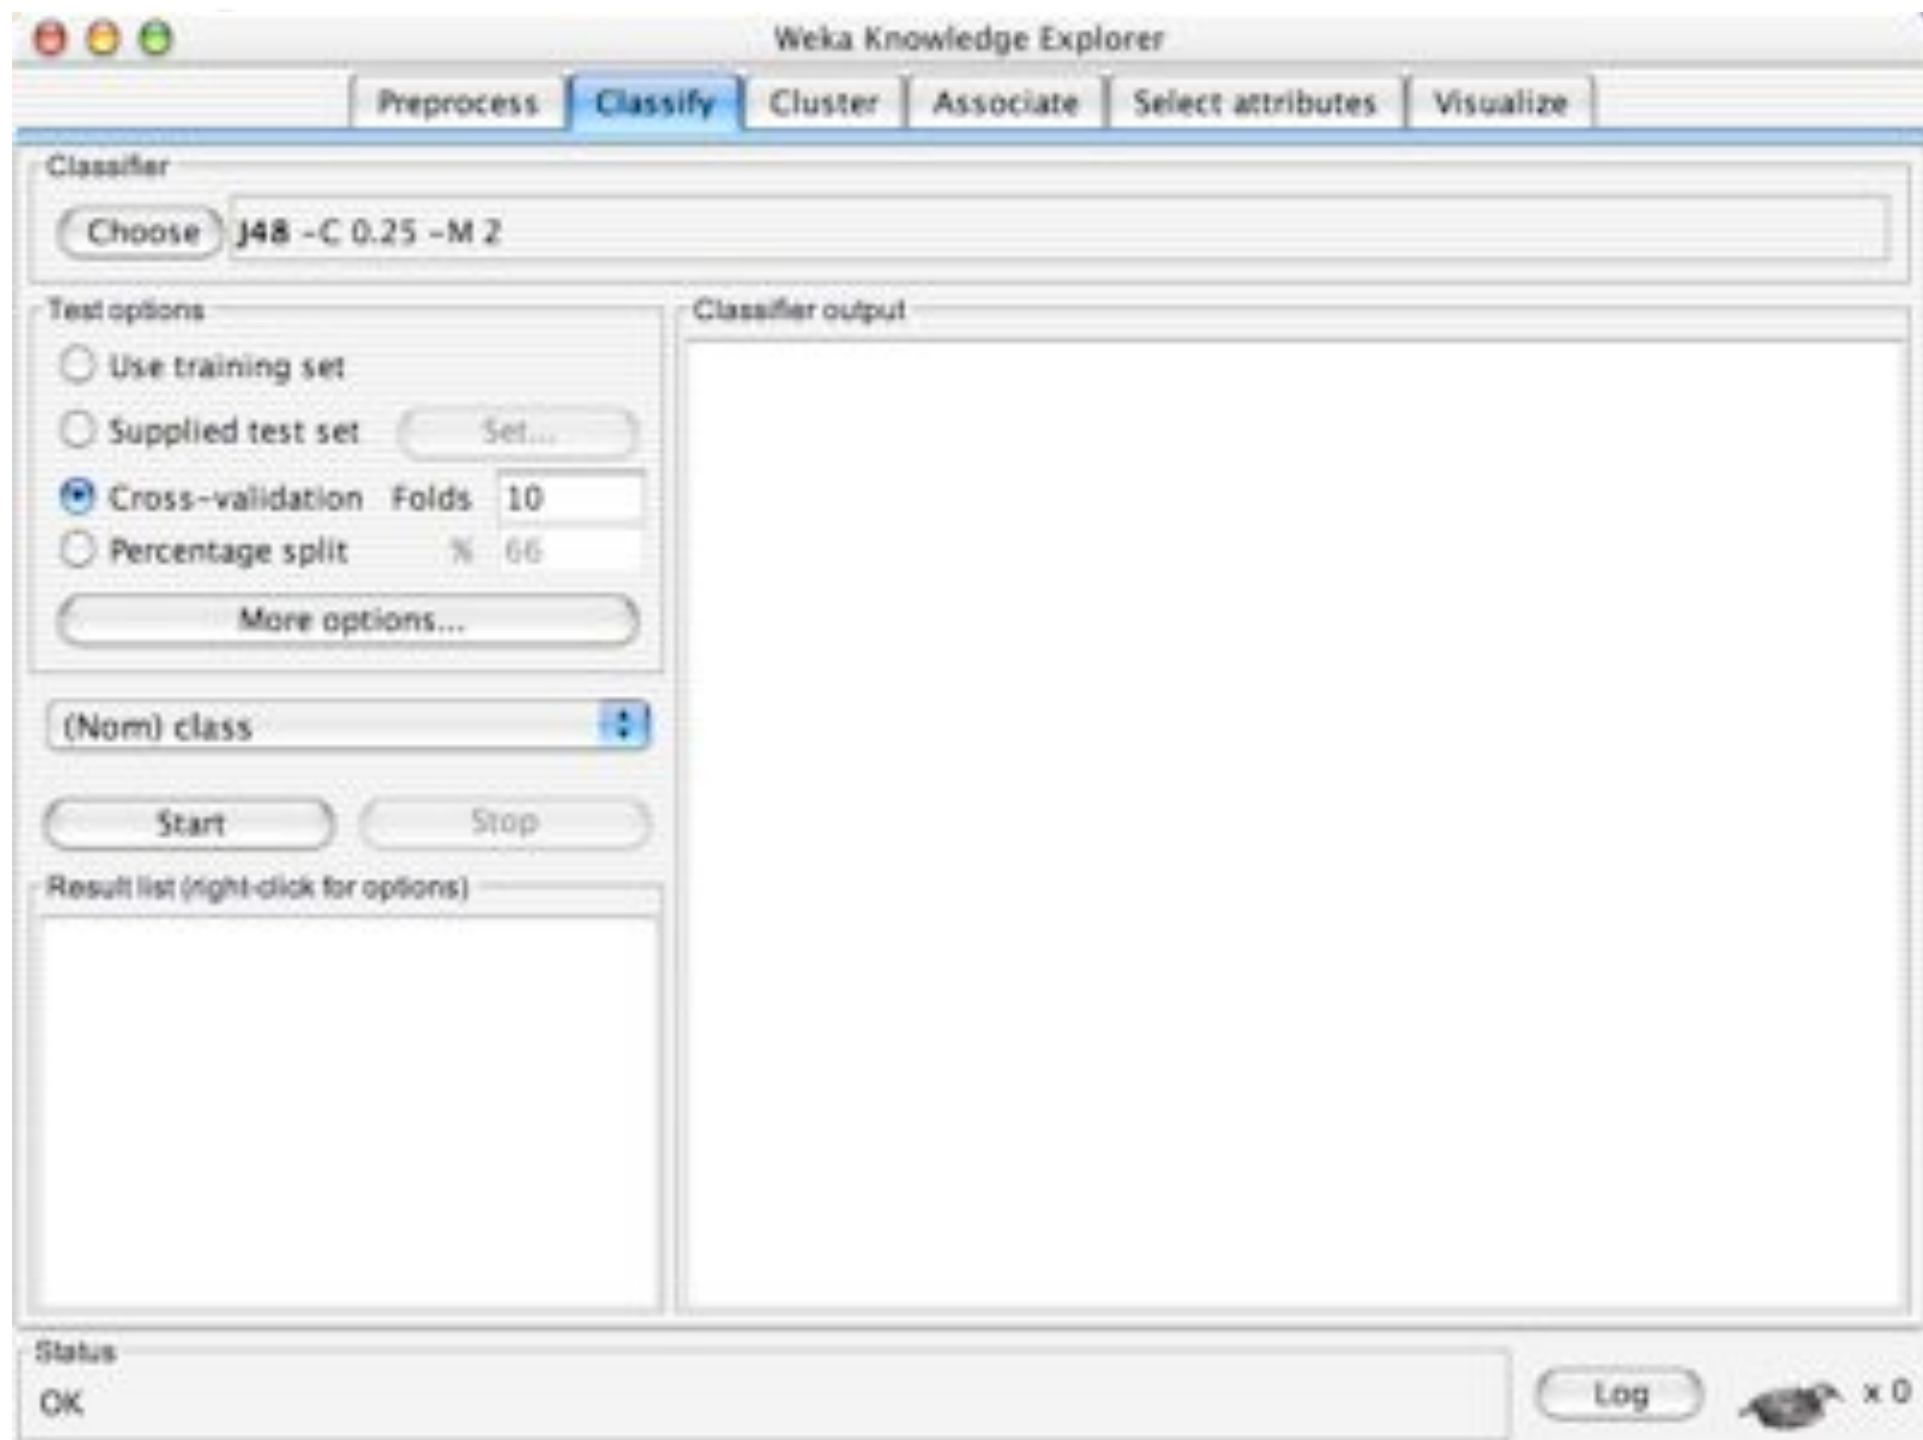 Weka Knowledge Explorer
Preprocess Classify Cluster Associate Select attributes Visualize
Classifier
Choose J48 -C 0.25 -M 2
Test options
Use training set
Supplied test set Set...
Cross-validation Folds 10
Percentage split % 66
More options...
(Nom) class
Start Stop
Result list (right-click for options)
Classifier output
Status
OK
Log x 0